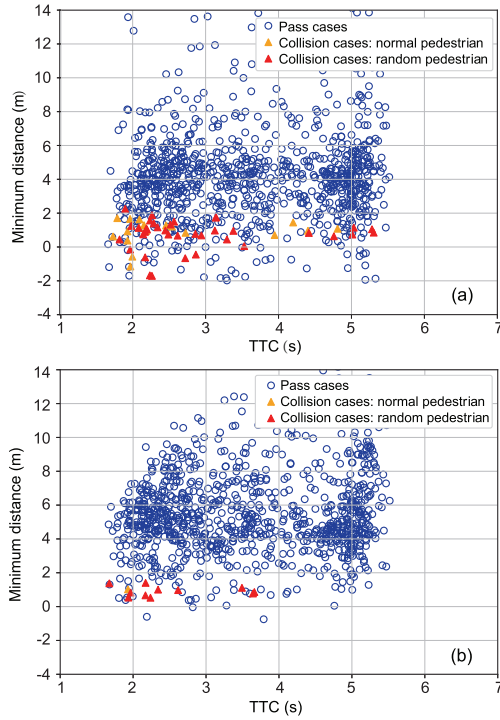 14
12
10
8
6
4
2
0
-2
-4
Minimum distance (m)
Pass cases
Collision cases: normal pedestrian
Collision cases: random pedestrian
(a)
1 2 3 4 5 6 7
TTC (s)
14
12
10
8
6
4
2
0
-2
-4
Minimum distance (m)
Pass cases
Collision cases: normal pedestrian
Collision cases: random pedestrian
(b)
1 2 3 4 5 6 7
TTC (s)